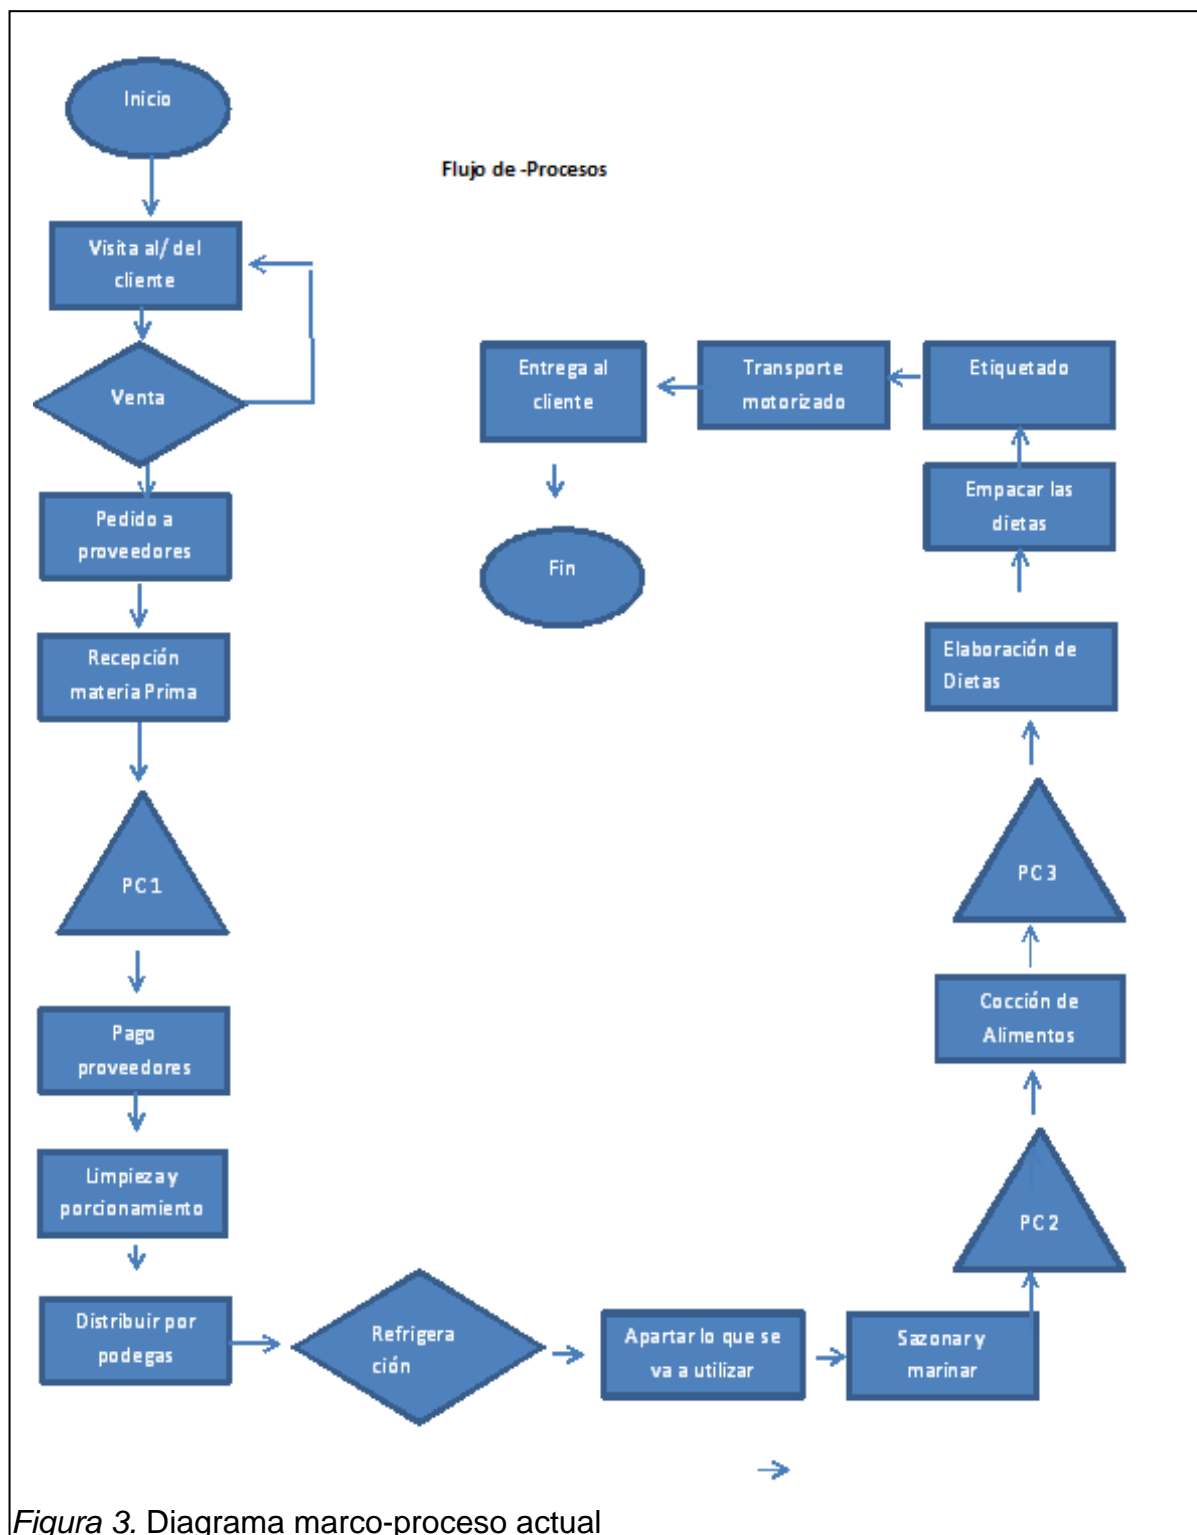 Inicio
Flujo de -Procesos
Visita al/ del
cliente
Venta
Pedido a
proveedores
Recepción
materia Prima
PC 1
Pago
proveedores
Limpieza y
porcionamiento
Distribuir por
podegas
Refrigera
ción
Apartar lo que se
va a utilizar
Sazonar y
marinar
PC 2
Cocción de
Alimentos
PC 3
Elaboración de
Dietas
Empacar las
dietas
Etiquetado
Transporte
motorizado
Entrega al
cliente
Fin
Figura 3. Diagrama marco-proceso actual